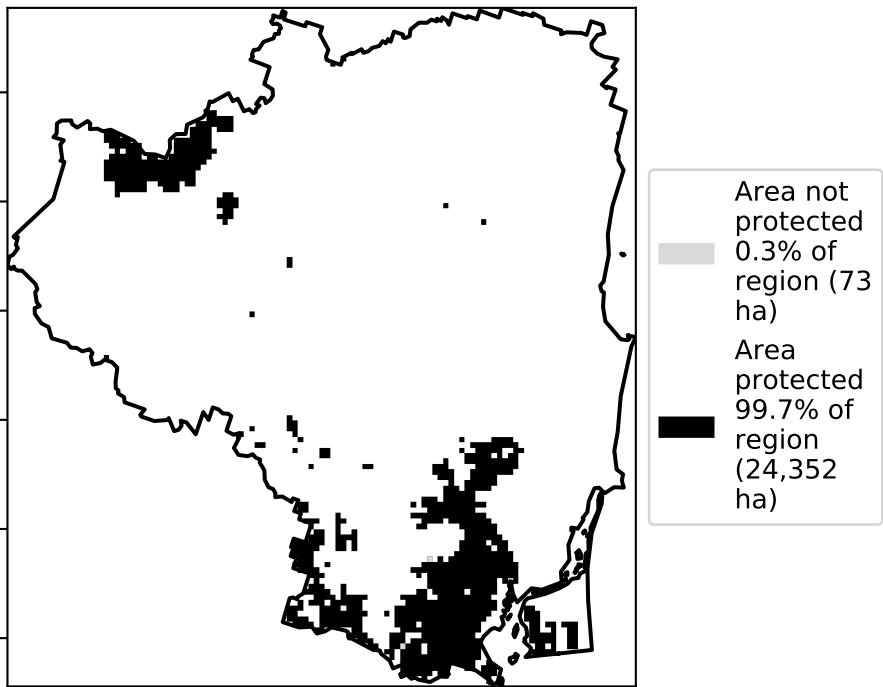 Area not
protected
0.3% of
region (73
ha)
Area
protected
99.7% of
region
(24,352
ha)